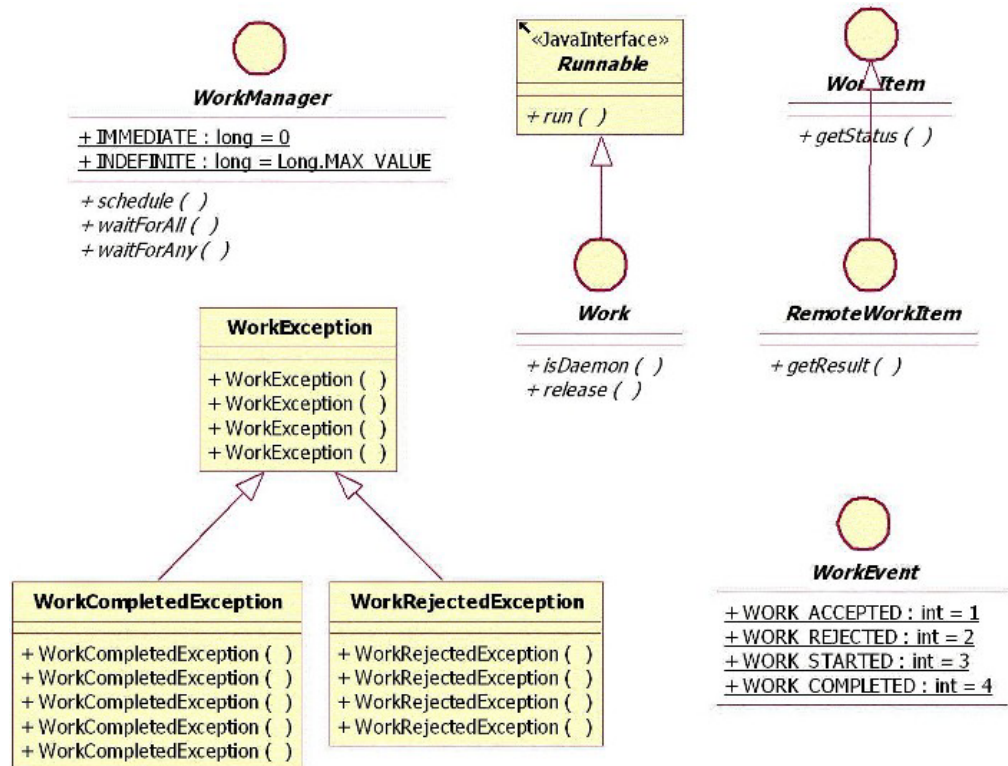 WorkManager
+ IMMEDIATE : long = 0
+ INDEFINITE : long = Long.MAX_VALUE
+ schedule ( )
+ waitForAll ( )
+ waitForAny ( )
«JavaInterface»
Runnable
+ run ( )
WorkItem
+ getStatus ( )
Work
+ isDaemon ( )
+ release ( )
RemoteWorkItem
+ getResult ( )
WorkException
+ WorkException ( )
+ WorkException ( )
+ WorkException ( )
+ WorkException ( )
WorkCompletedException
+ WorkCompletedException ( )
+ WorkCompletedException ( )
+ WorkCompletedException ( )
+ WorkCompletedException ( )
+ WorkCompletedException ( )
WorkRejectedException
+ WorkRejectedException ( )
+ WorkRejectedException ( )
+ WorkRejectedException ( )
+ WorkRejectedException ( )
WorkEvent
+ WORK_ACCEPTED : int = 1
+ WORK_REJECTED : int = 2
+ WORK_STARTED : int = 3
+ WORK_COMPLETED : int = 4